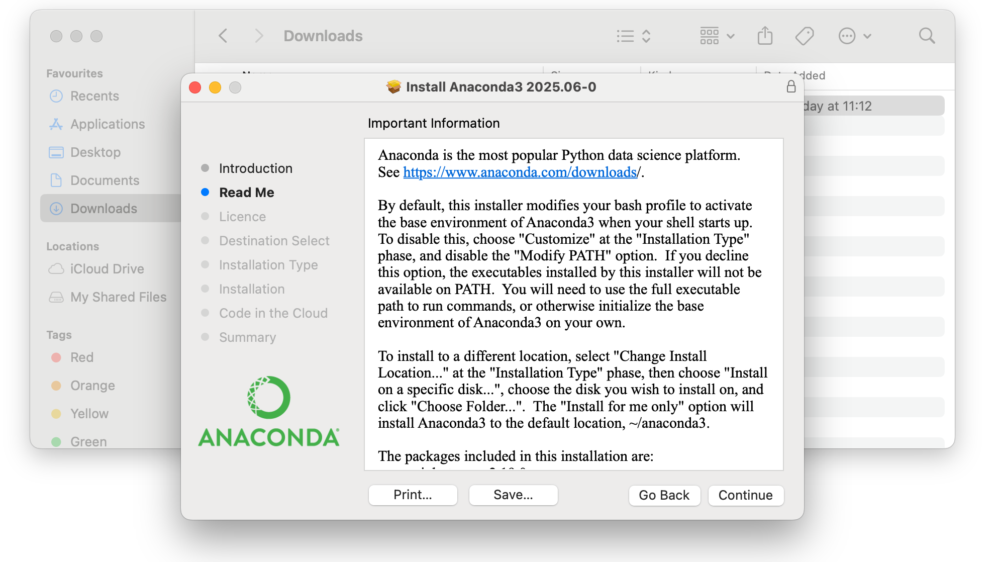 Downloads
Favourites
Recents
Applications
Desktop
Documents
Downloads
Locations
iCloud Drive
My Shared Files
Tags
Red
Orange
Yellow
Green
Added
day at 11:12
Install Anaconda3 2025.06-0
Introduction
Read Me
Licence
Destination Select
Installation Type
Installation
Code in the Cloud
Summary
ANACONDA®
Important Information
Anaconda is the most popular Python data science platform.
See https://www.anaconda.com/downloads/.
By default, this installer modifies your bash profile to activate
the base environment of Anaconda3 when your shell starts up.
To disable this, choose "Customize" at the "Installation Type"
phase, and disable the "Modify PATH" option.  If you decline
this option, the executables installed by this installer will not be
available on PATH.  You will need to use the full executable
path to run commands, or otherwise initialize the base
environment of Anaconda3 on your own.
To install to a different location, select "Change Install
Location..." at the "Installation Type" phase, then choose "Install
on a specific disk...", choose the disk you wish to install on, and
click "Choose Folder...".  The "Install for me only" option will
install Anaconda3 to the default location, ~/anaconda3.
The packages included in this installation are:
Print...
Save...
Go Back
Continue